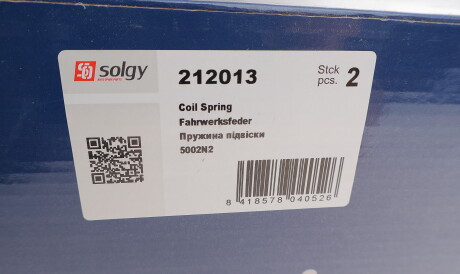 solgy
212013
Stck
pcs. 2
Coil Spring
Fahrwerksfeder
Пружина підвіски
5002N2
8 418578 040526